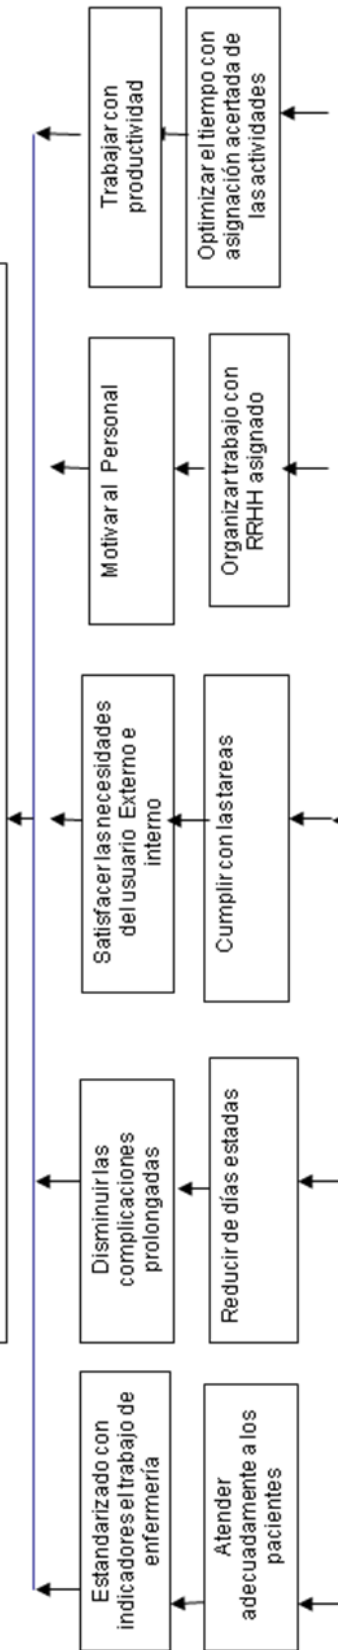 Estandarizado con
indicadores el trabajo de
enfermería
Disminuir las
complicaciones
prolongadas
Satisfacer las necesidades
del usuario Externo e
interno
Motivar al Personal
Trabajar con
productividad
Atender
adecuadamente a los
pacientes
Reducir de días estadas
Cumplir con las tareas
Organizar trabajo con
RRHH asignado
Optimizar el tiempo con
asignación acertada de
las actividades